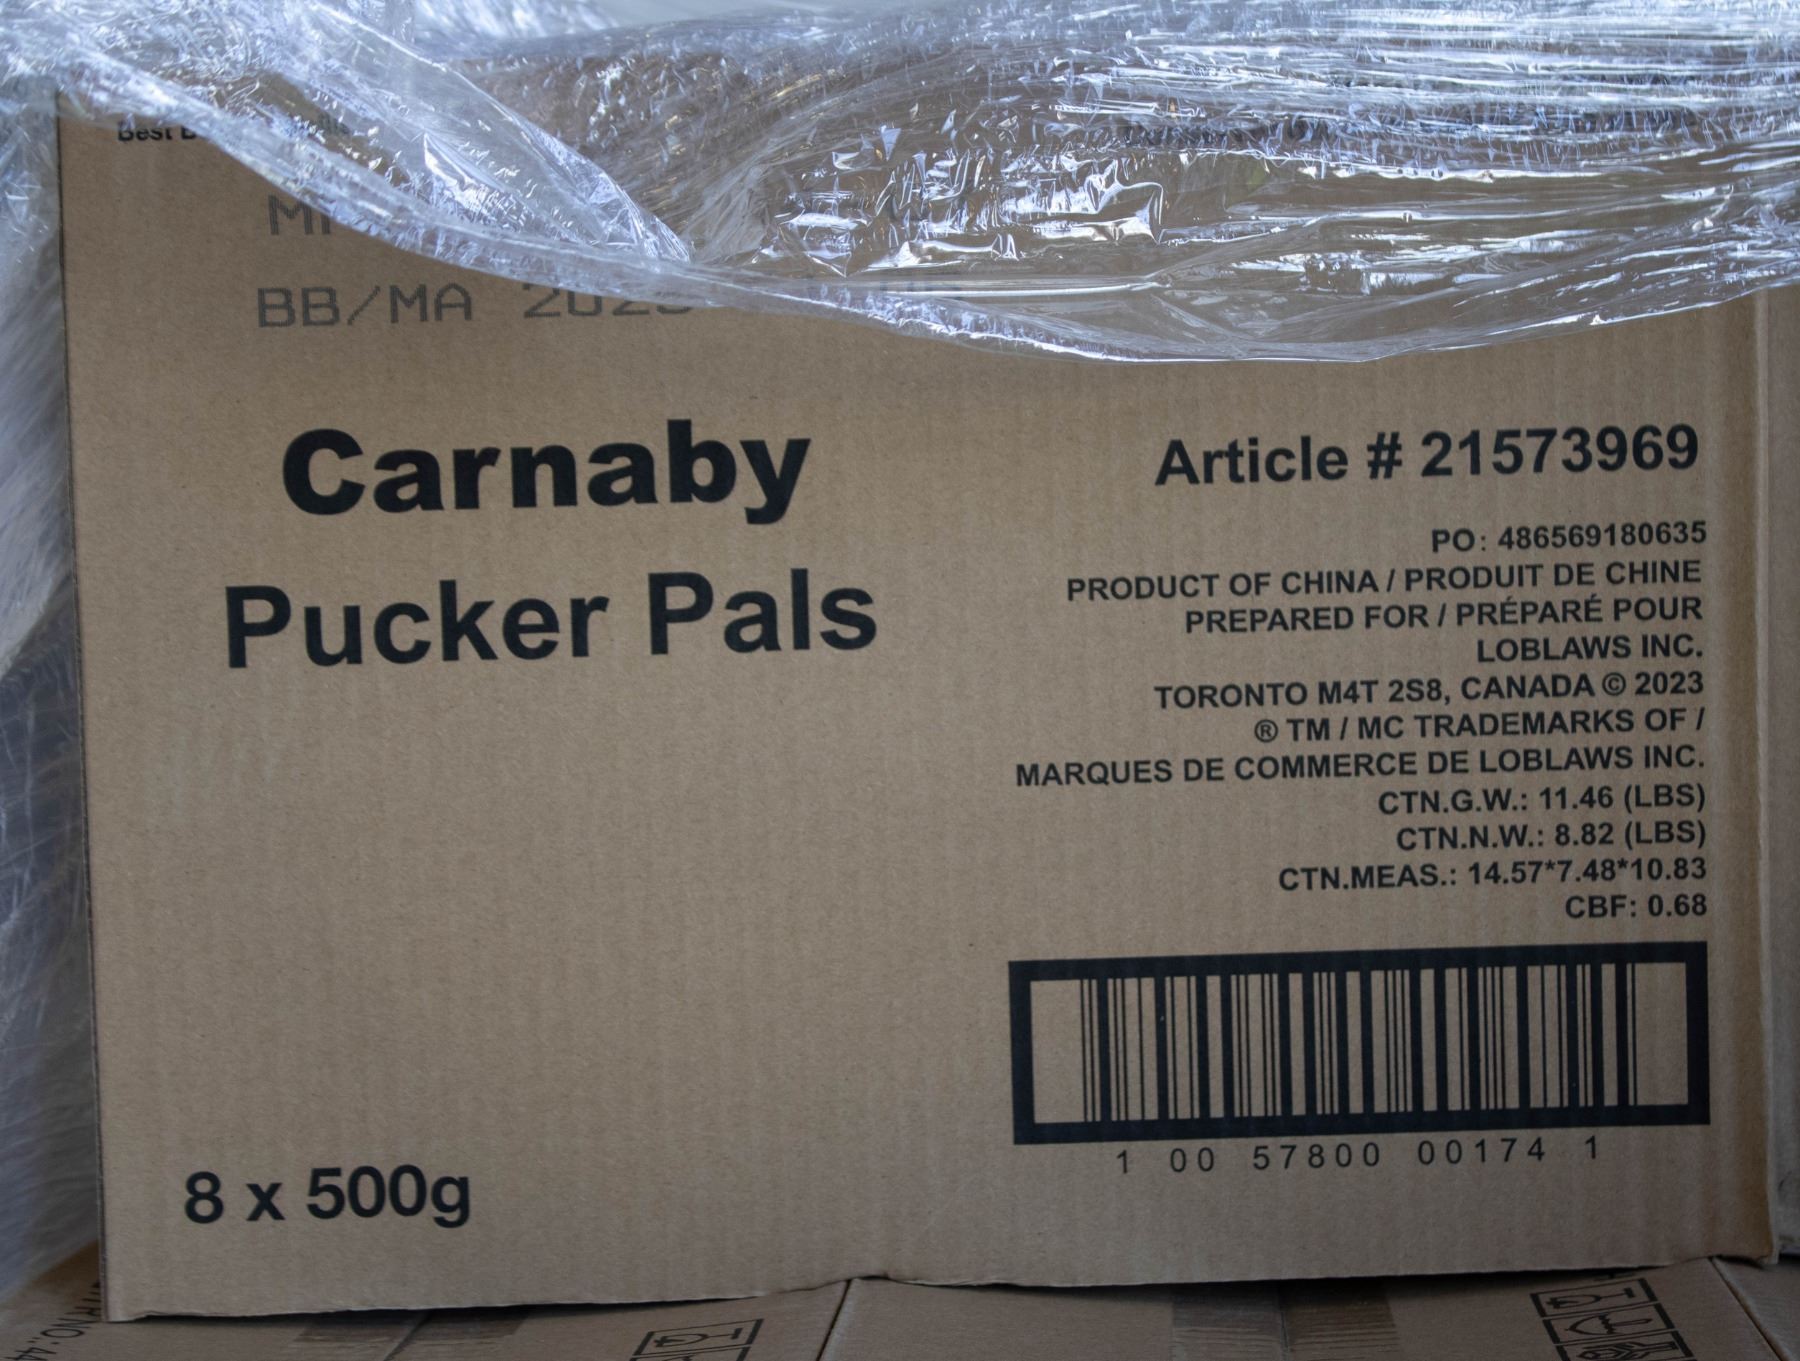 Best
BB/MA
Carnaby
Pucker Pals
8 x 500g
Article # 21573969
PO: 486569180635
PRODUCT OF CHINA / PRODUIT DE CHINE
PREPARED FOR / PRÉPARÉ POUR
LOBLAWS INC.
TORONTO M4T 2S8, CANADA © 2023
® TM / MC TRADEMARKS OF /
MARQUES DE COMMERCE DE LOBLAWS INC.
CTN.G.W.: 11.46 (LBS)
CTN.N.W.: 8.82 (LBS)
CTN.MEAS.: 14.57*7.48*10.83
CBF: 0.68
1 00 57800 00174 1